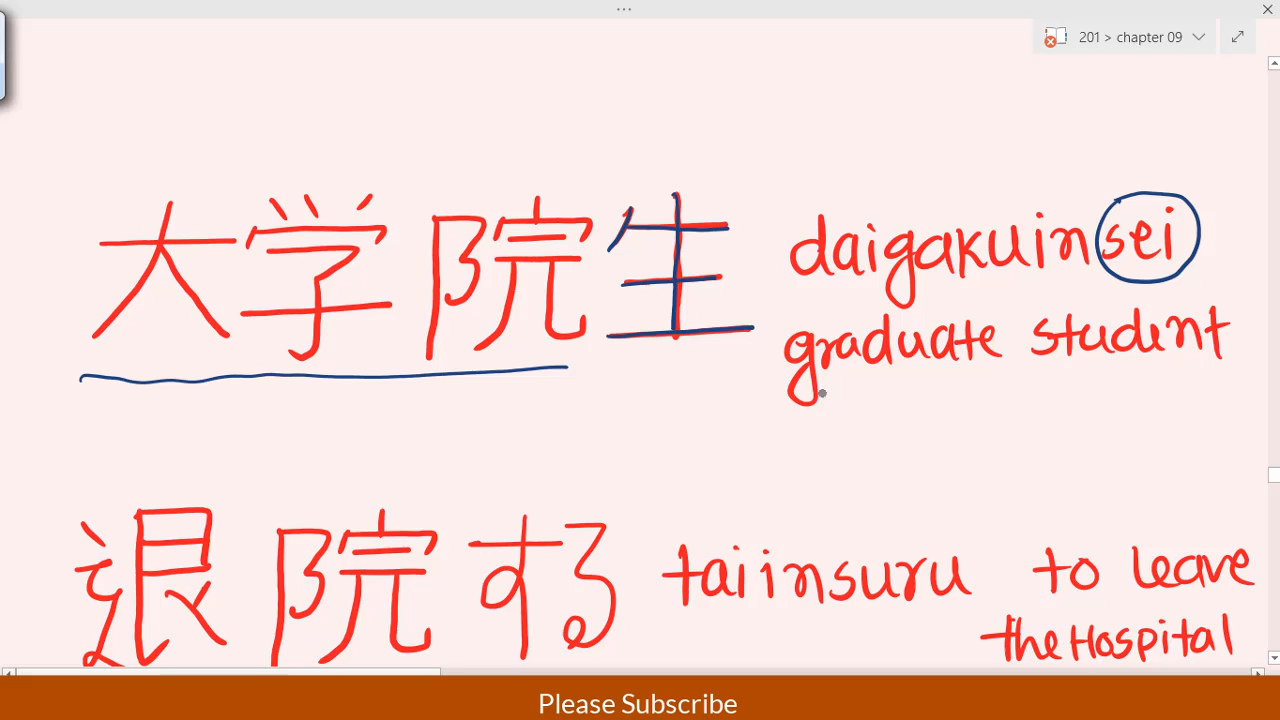 201 > chapter 09
大学院生 daigakuinsei
graduate student
退院する taiinsuru to leave
the Hospital
Please Subscribe